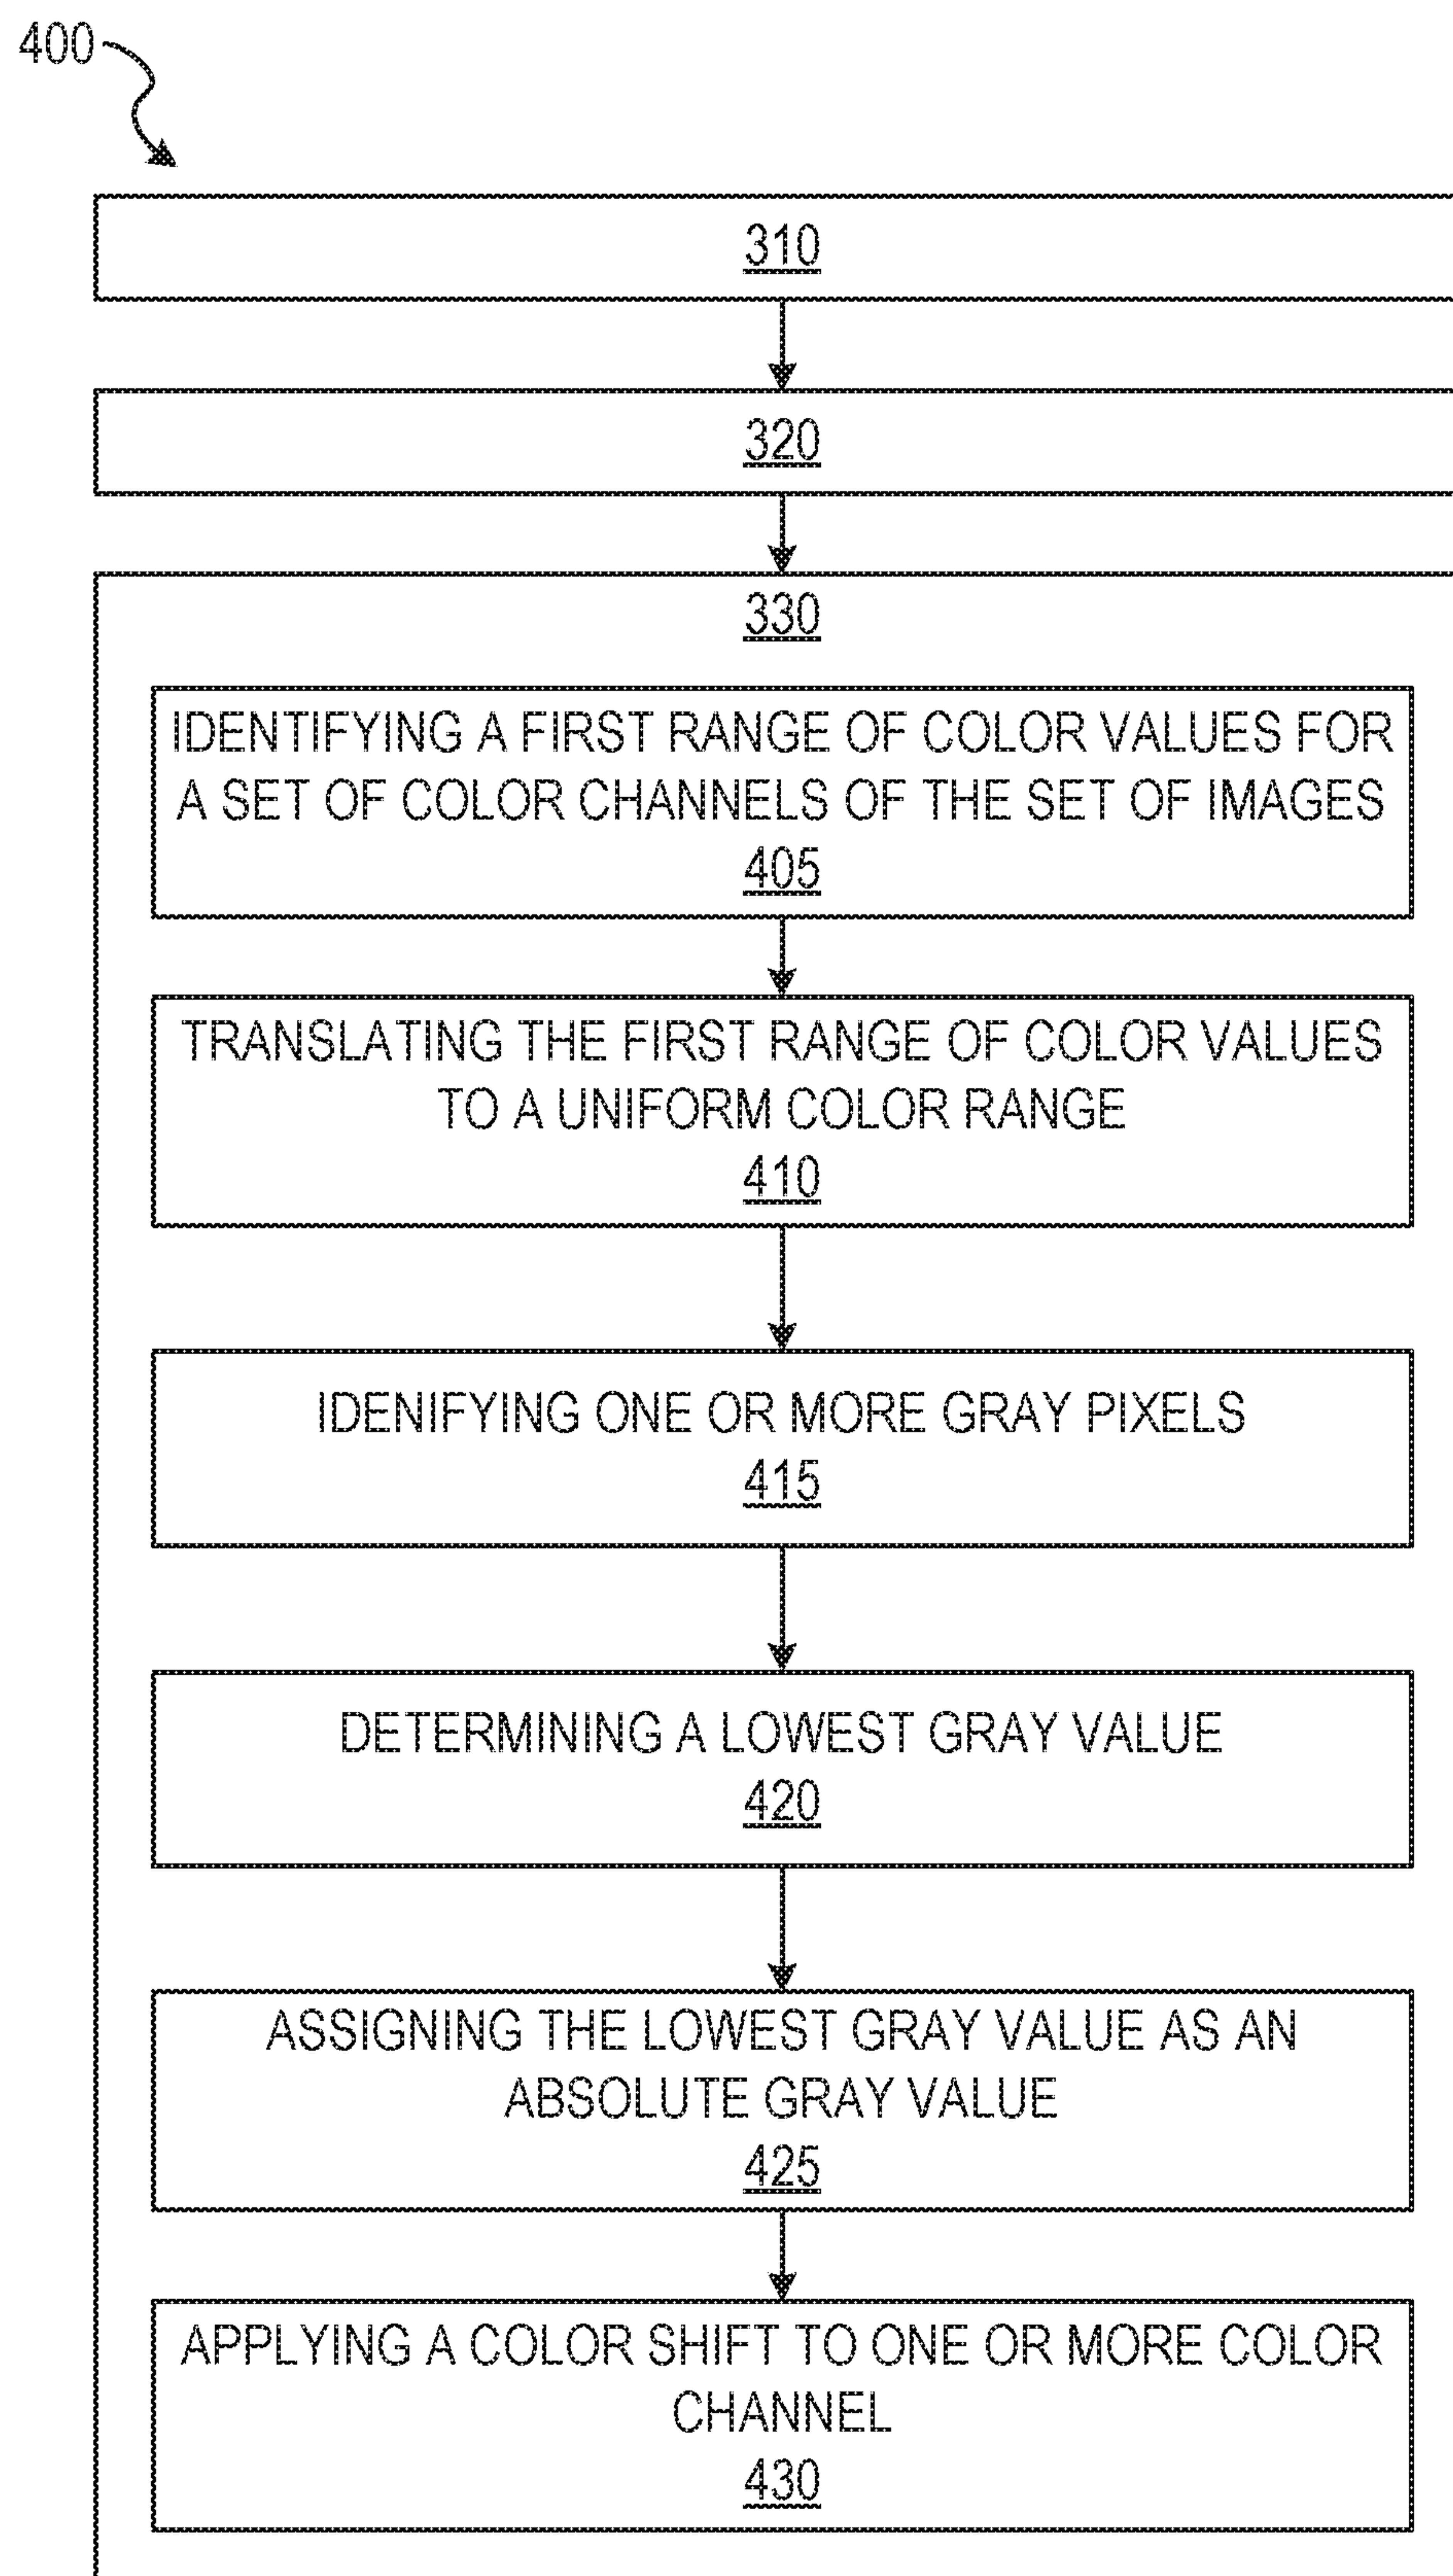 400
310
320
330
IDENTIFYING A FIRST RANGE OF COLOR VALUES FOR
A SET OF COLOR CHANNELS OF THE SET OF IMAGES
405
TRANSLATING THE FIRST RANGE OF COLOR VALUES
TO A UNIFORM COLOR RANGE
410
IDENIFYING ONE OR MORE GRAY PIXELS
415
DETERMINING A LOWEST GRAY VALUE
420
ASSIGNING THE LOWEST GRAY VALUE AS AN
ABSOLUTE GRAY VALUE
425
APPLYING A COLOR SHIFT TO ONE OR MORE COLOR
CHANNEL
430